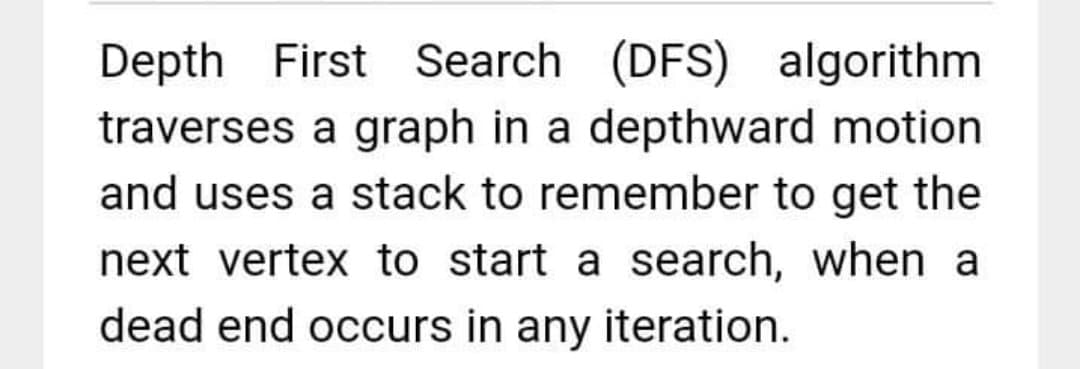 Depth First Search (DFS) algorithm
traverses a graph in a depthward motion
and uses a stack to remember to get the
next vertex to start a search, when a
dead end occurs in any iteration.